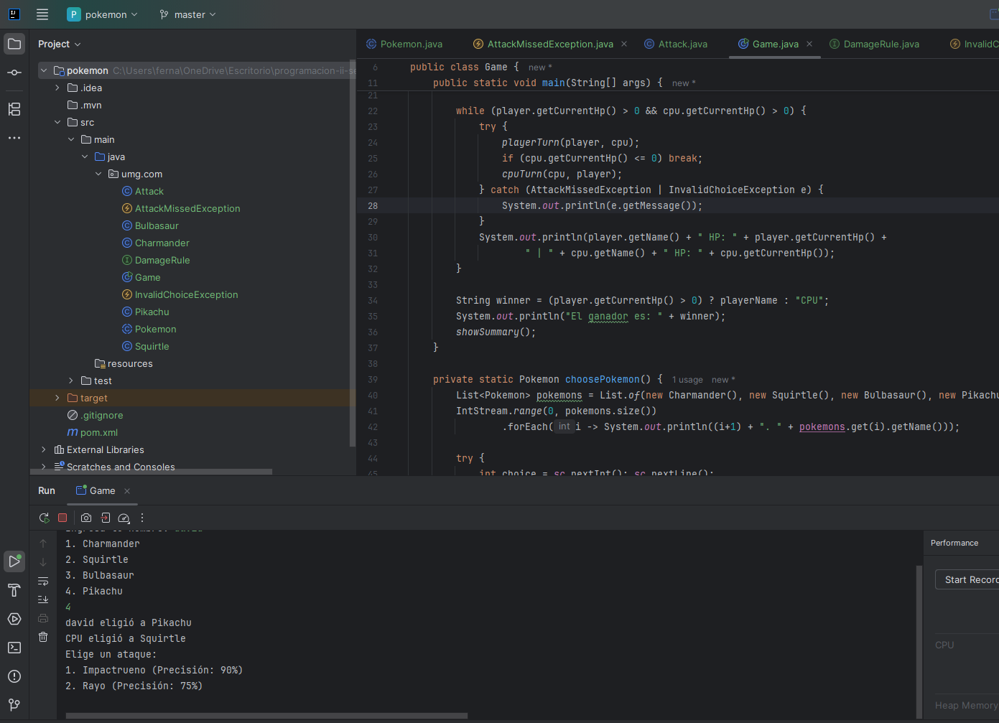 P pokemon master
Project
pokemon C:\Users\ferna\OneDrive\Escritorio\programacion-ii-se
.idea
.mvn
src
main
java
umg.com
Attack
AttackMissedException
Bulbasaur
Charmander
DamageRule
Game
InvalidChoiceException
Pikachu
Pokemon
Squirtle
resources
test
target
.gitignore
m pom.xml
External Libraries
Scratches and Consoles
Pokemon.java AttackMissedException.java Attack.java Game.java DamageRule.java InvalidC
6 public class Game { new *
11 public static void main(String[] args) { new *
21
22 while (player.getCurrentHp() > 0 && cpu.getCurrentHp() > 0) {
23 try {
24 playerTurn(player, cpu);
25 if (cpu.getCurrentHp() <= 0) break;
26 cpuTurn(cpu, player);
27 } catch (AttackMissedException | InvalidChoiceException e) {
28 System.out.println(e.getMessage());
29 }
30 System.out.println(player.getName() + " HP: " + player.getCurrentHp() +
31 " | " + cpu.getName() + " HP: " + cpu.getCurrentHp());
32 }
33
34 String winner = (player.getCurrentHp() > 0) ? playerName : "CPU";
35 System.out.println("El ganador es: " + winner);
36 showSummary();
37 }
38
39 private static Pokemon choosePokemon() { 1 usage new *
40 List<Pokemon> pokemons = List.of(new Charmander(), new Squirtle(), new Bulbasaur(), new Pikachu
41 IntStream.range(0, pokemons.size())
42 .forEach( int i -> System.out.println((i+1) + ". " + pokemons.get(i).getName()));
43
44 try {
45 int choice = sc.nextInt(); sc.nextLine();
Run Game
1. Charmander
2. Squirtle
3. Bulbasaur
4. Pikachu
4
david eligió a Pikachu
CPU eligió a Squirtle
Elige un ataque:
1. Impactrueno (Precisión: 90%)
2. Rayo (Precisión: 75%)
Performance
Start Recor
CPU
Heap Memory